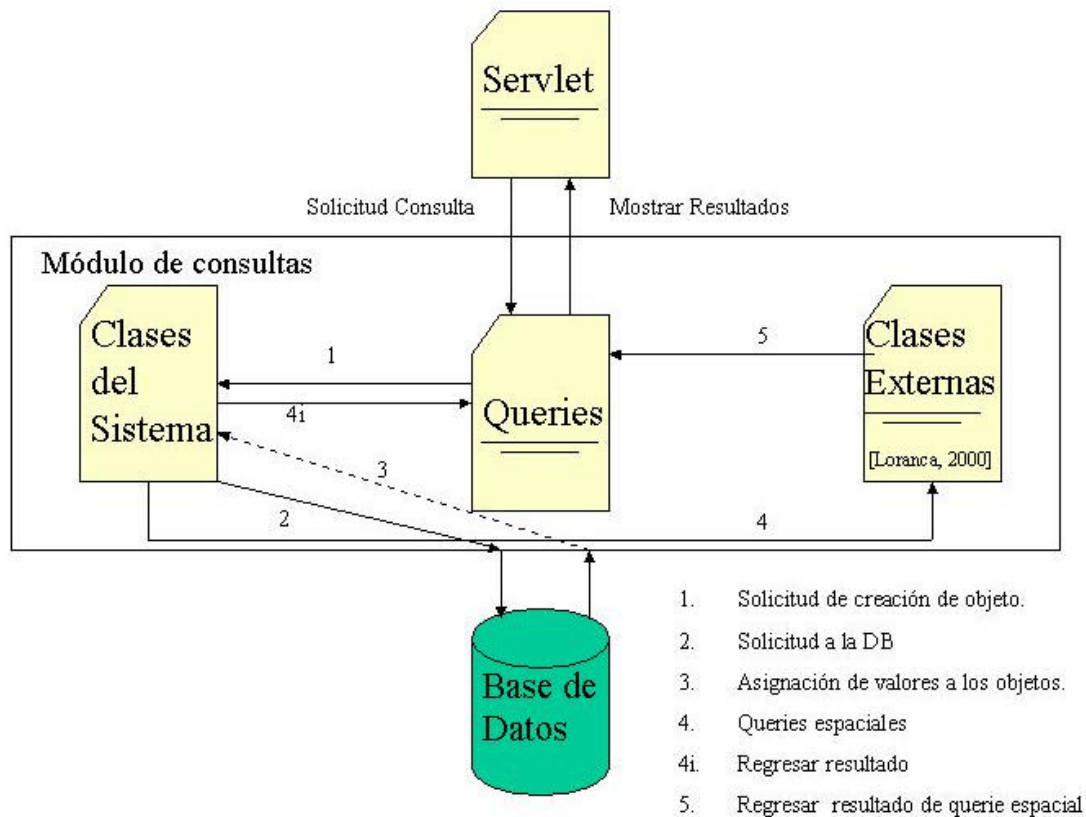 Servlet
Solicitud Consulta
Mostrar Resultados
Módulo de consultas
Clases
del
Sistema
1
4i
Queries
5
Clases
Externas
[Loranca, 2000]
3
2
4
Base de
Datos
1. Solicitud de creación de objeto.
2. Solicitud a la DB
3. Asignación de valores a los objetos.
4. Queries espaciales
4i. Regresar resultado
5. Regresar resultado de querie espacial